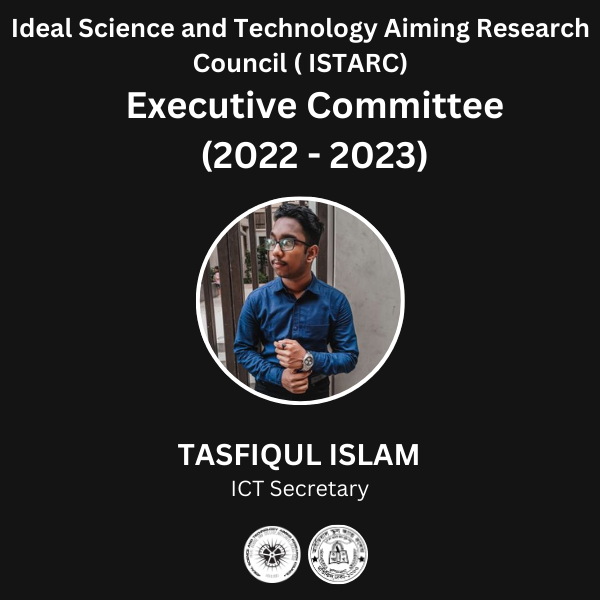 Ideal Science and Technology Aiming Research
Council ( ISTARC)
Executive Committee
(2022 - 2023)
TASFIQUL ISLAM
ICT Secretary